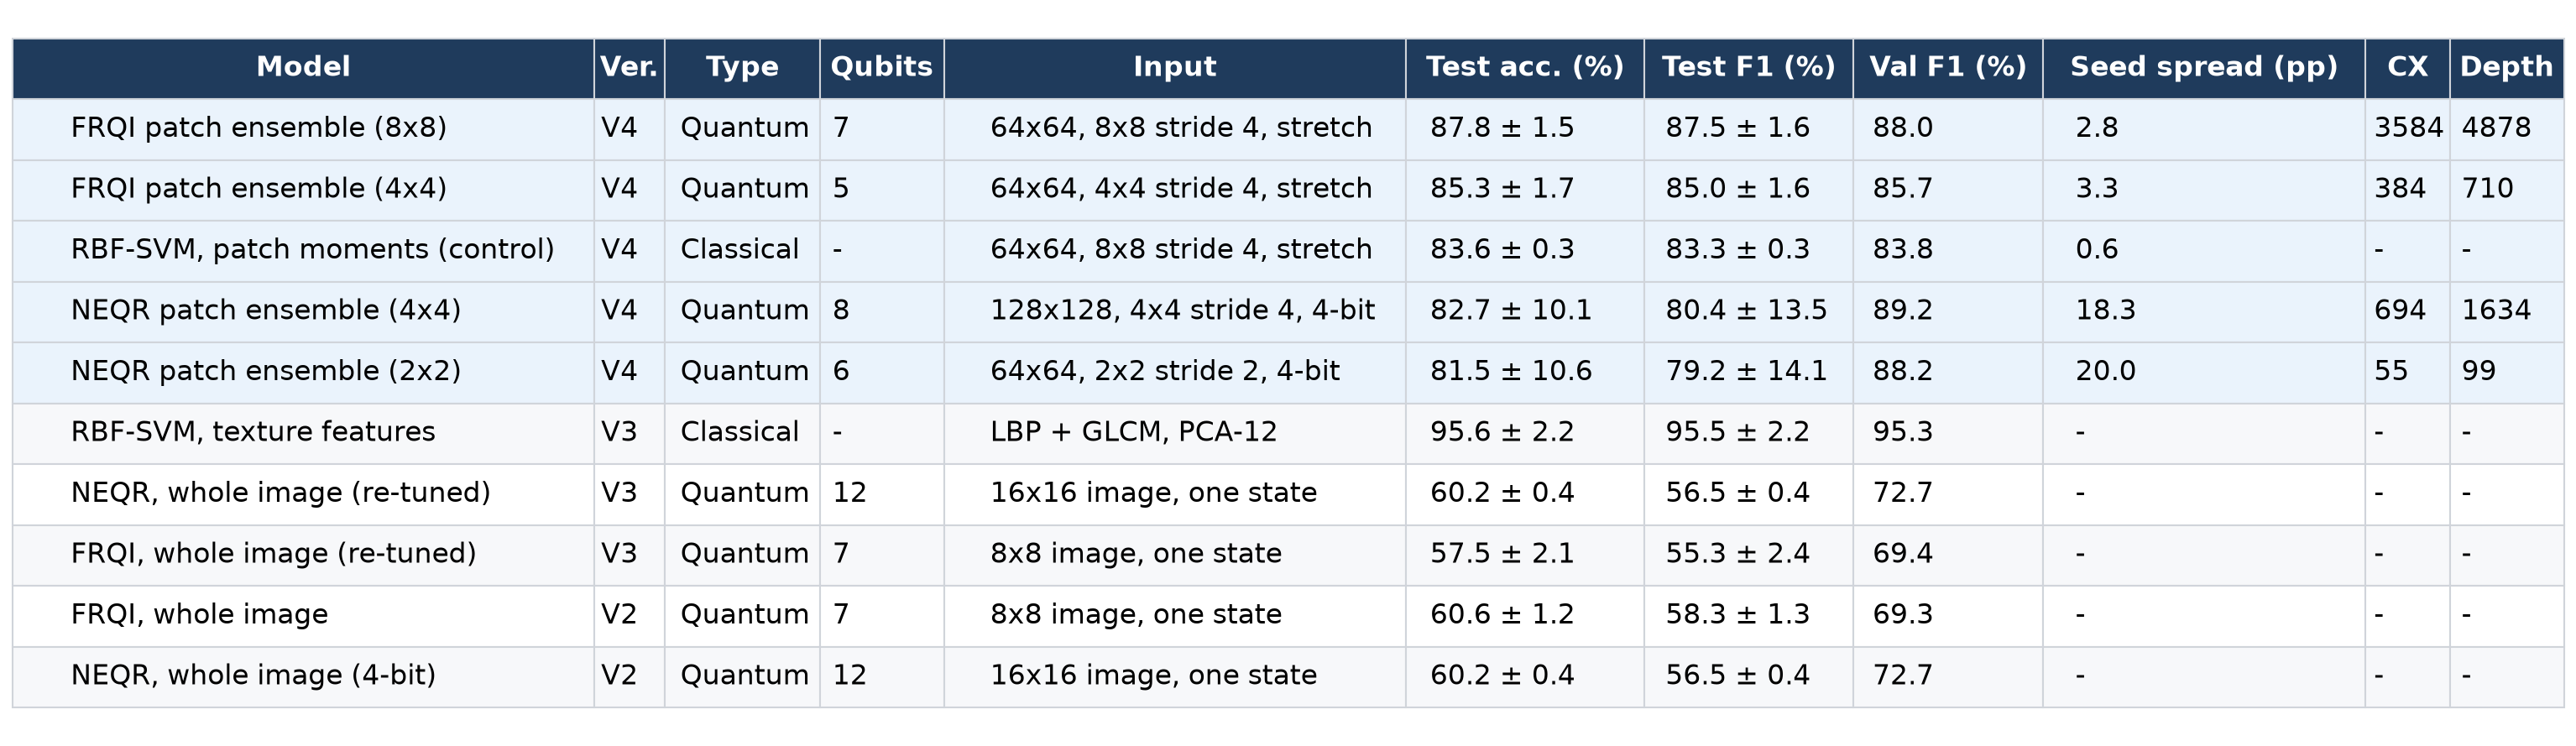 Model Ver. Type Qubits Input Test acc. (%) Test F1 (%) Val F1 (%) Seed spread (pp) CX Depth
FRQI patch ensemble (8x8) V4 Quantum 7 64x64, 8x8 stride 4, stretch 87.8 ± 1.5 87.5 ± 1.6 88.0 2.8 3584 4878
FRQI patch ensemble (4x4) V4 Quantum 5 64x64, 4x4 stride 4, stretch 85.3 ± 1.7 85.0 ± 1.6 85.7 3.3 384 710
RBF-SVM, patch moments (control) V4 Classical - 64x64, 8x8 stride 4, stretch 83.6 ± 0.3 83.3 ± 0.3 83.8 0.6 - -
NEQR patch ensemble (4x4) V4 Quantum 8 128x128, 4x4 stride 4, 4-bit 82.7 ± 10.1 80.4 ± 13.5 89.2 18.3 694 1634
NEQR patch ensemble (2x2) V4 Quantum 6 64x64, 2x2 stride 2, 4-bit 81.5 ± 10.6 79.2 ± 14.1 88.2 20.0 55 99
RBF-SVM, texture features V3 Classical - LBP + GLCM, PCA-12 95.6 ± 2.2 95.5 ± 2.2 95.3 - - -
NEQR, whole image (re-tuned) V3 Quantum 12 16x16 image, one state 60.2 ± 0.4 56.5 ± 0.4 72.7 - - -
FRQI, whole image (re-tuned) V3 Quantum 7 8x8 image, one state 57.5 ± 2.1 55.3 ± 2.4 69.4 - - -
FRQI, whole image V2 Quantum 7 8x8 image, one state 60.6 ± 1.2 58.3 ± 1.3 69.3 - - -
NEQR, whole image (4-bit) V2 Quantum 12 16x16 image, one state 60.2 ± 0.4 56.5 ± 0.4 72.7 - - -